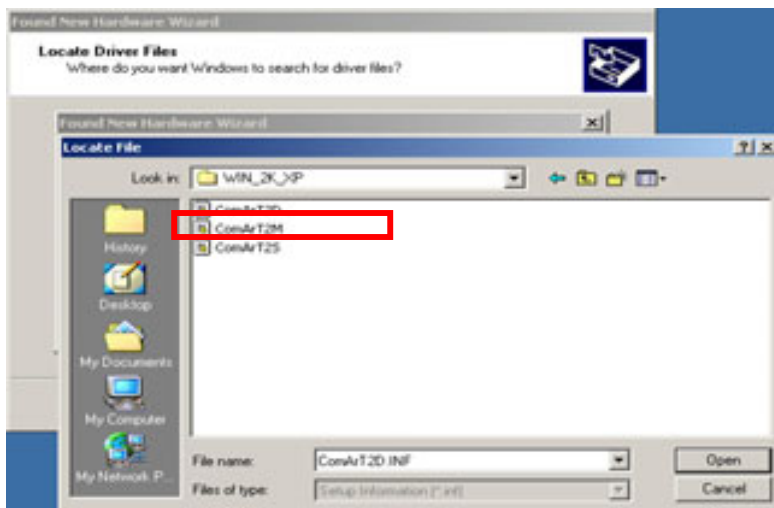 Found New Hardware Wizard
Locate Driver Files
Where do you want Windows to search for driver files?
Found New Hardware Wizard
Locate File
Look in:
WIN_2K_XP
ComArT2D
ComArT2M
ComArT2S
History
Desktop
My Documents
My Computer
My Network P...
File name:
ComArT2D.INF
Open
Files of type:
Setup Information (*.inf)
Cancel